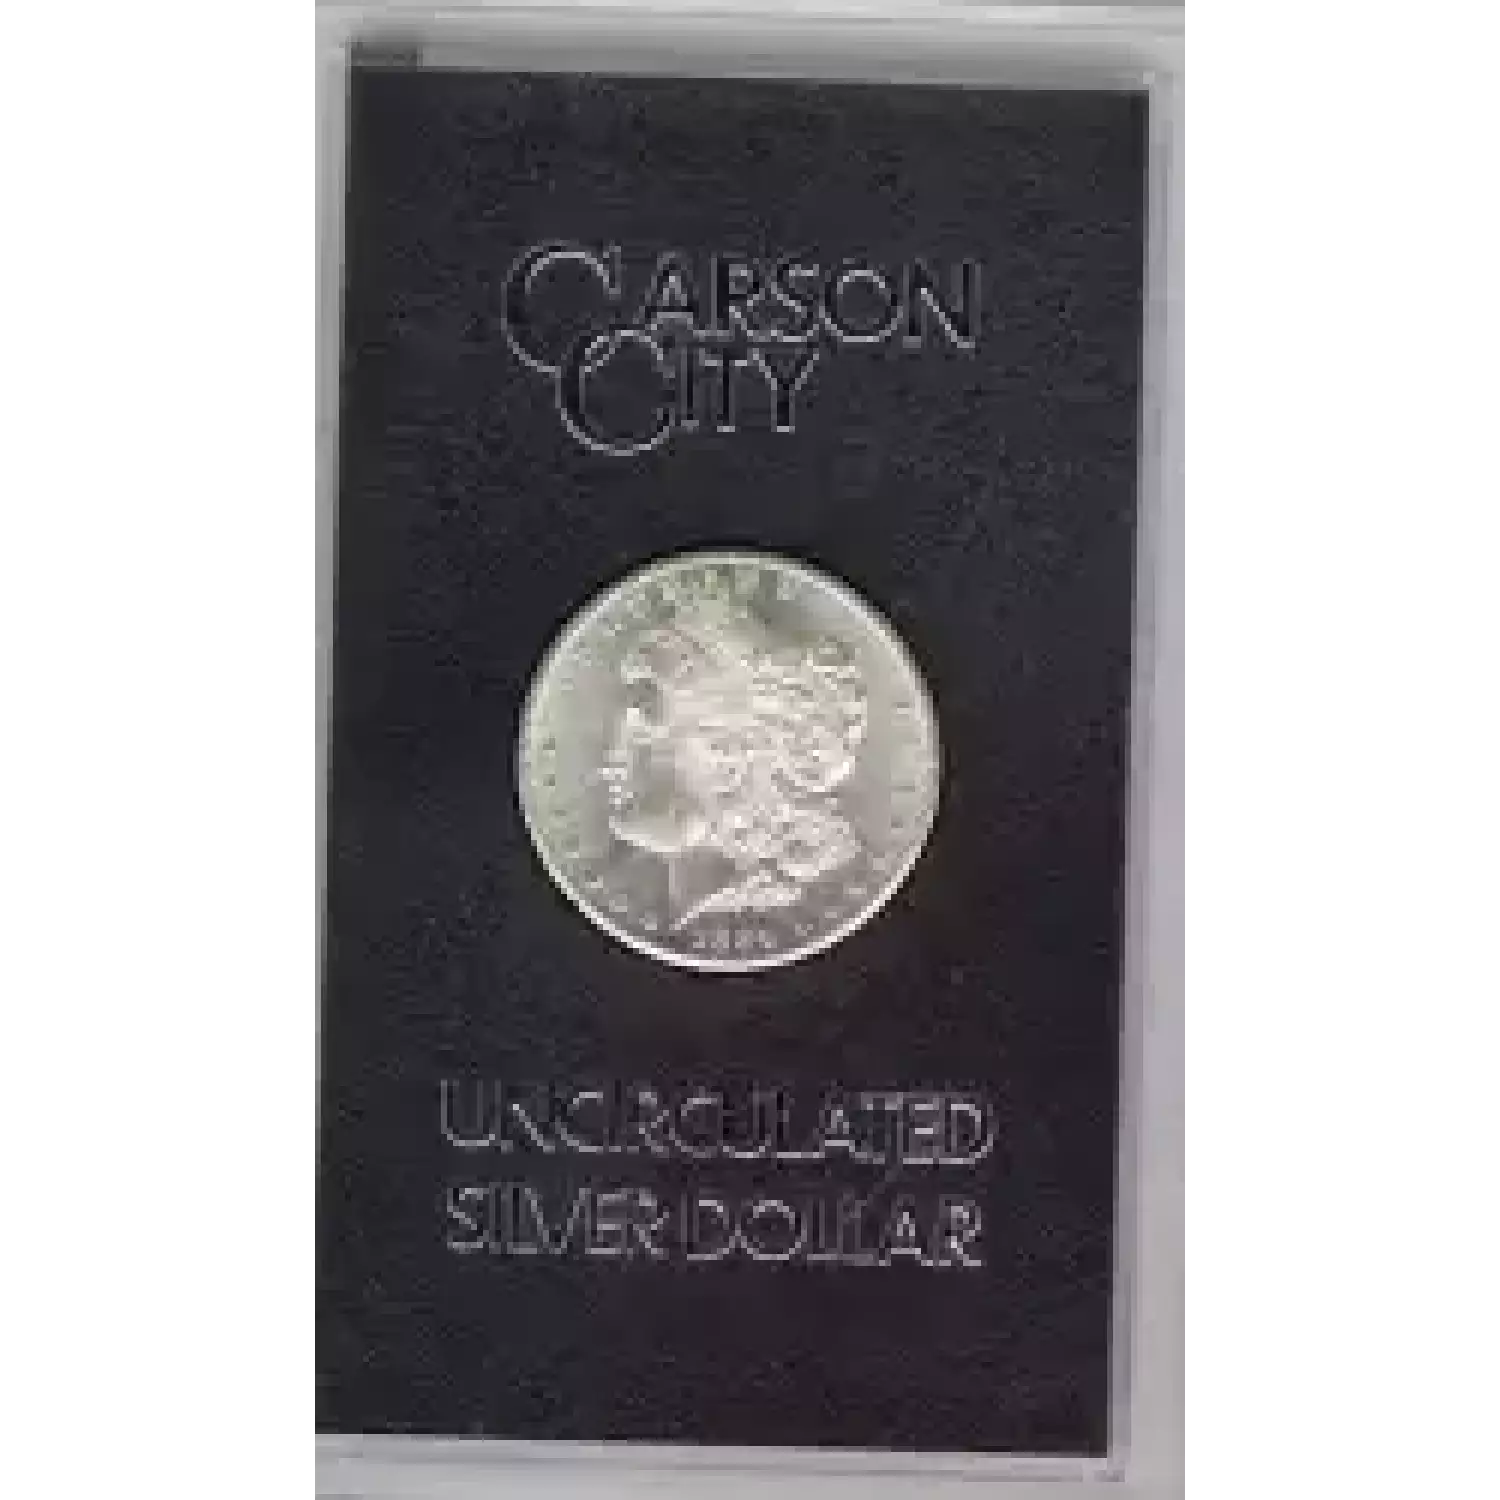 CARSON
CITY
UNCIRCULATED
SILVER DOLLAR